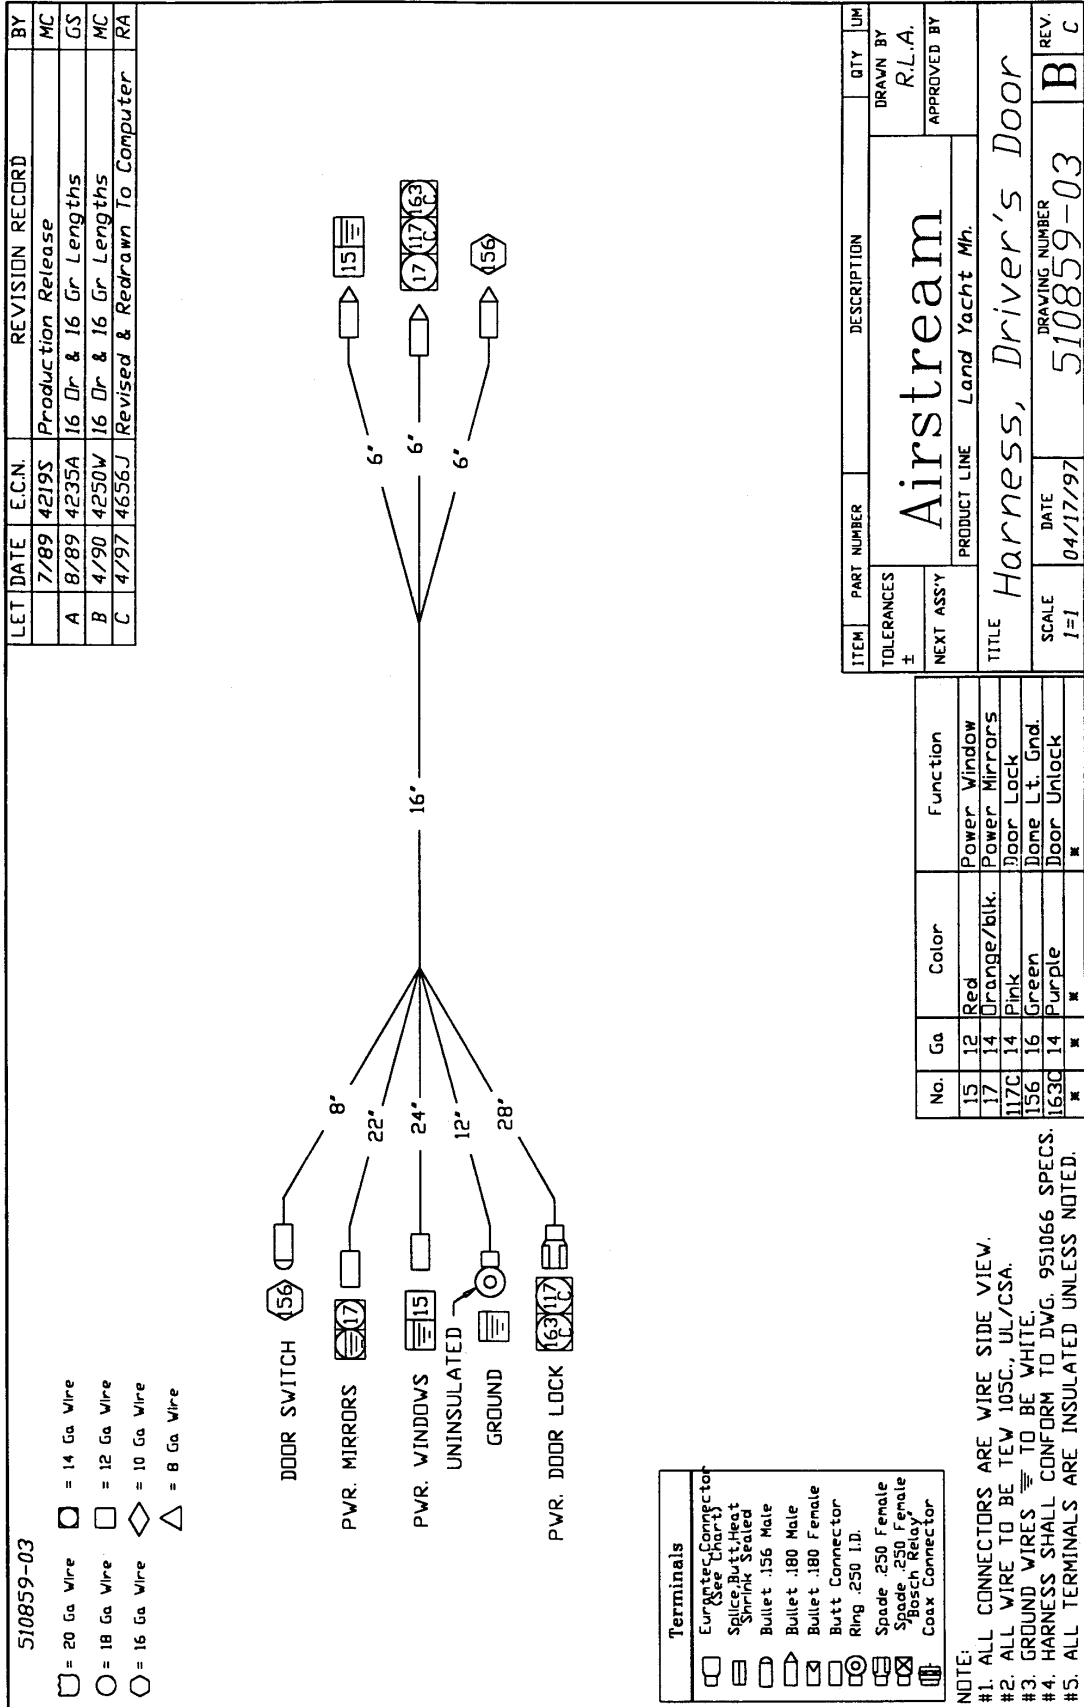 510859-03
= 20 Ga Wire
= 14 Ga Wire
= 18 Ga Wire
= 12 Ga Wire
= 16 Ga Wire
= 10 Ga Wire
= 8 Ga Wire
LET DATE E.C.N. REVISION RECORD BY
7/89 4219S Production Release MC
A 8/89 4235A 16 Or & 16 Gr Lengths GS
B 4/90 4250W 16 Or & 16 Gr Lengths MC
C 4/97 4656J Revised & Redrawn To Computer RA
DOOR SWITCH
156
8"
PWR. MIRRORS
17
22"
PWR. WINDOWS
15
24"
UNINSULATED
GROUND
12"
PWR. DOOR LOCK
163C 117C
28"
16"
6"
15
6"
17 117C 163C
6"
156
Terminals
Euramtec Connector
(See Chart)
Splice,Butt,Heat
Shrink Sealed
Bullet .156 Male
Bullet .180 Male
Bullet .180 Female
Butt Connector
Ring .250 I.D.
Spade .250 Female
Spade .250 Female
"Bosch Relay"
Coax Connector
NOTE:
#1. ALL CONNECTORS ARE WIRE SIDE VIEW.
#2. ALL WIRE TO BE TEW 105C., UL/CSA.
#3. GROUND WIRES TO BE WHITE.
#4. HARNESS SHALL CONFORM TO DWG. 951066 SPECS.
#5. ALL TERMINALS ARE INSULATED UNLESS NOTED.
No. Ga Color Function
15 12 Red Power Window
17 14 Orange/blk. Power Mirrors
117C 14 Pink Door Lock
156 16 Green Dome Lt. Gnd.
163C 14 Purple Door Unlock
* * * *
ITEM PART NUMBER DESCRIPTION QTY UM
TOLERANCES
±
Airstream
DRAWN BY
R.L.A.
NEXT ASS'Y
PRODUCT LINE Land Yacht Mh.
APPROVED BY
TITLE Harness, Driver's Door
SCALE
1=1
DATE
04/17/97
DRAWING NUMBER
510859-03
B
REV.
C